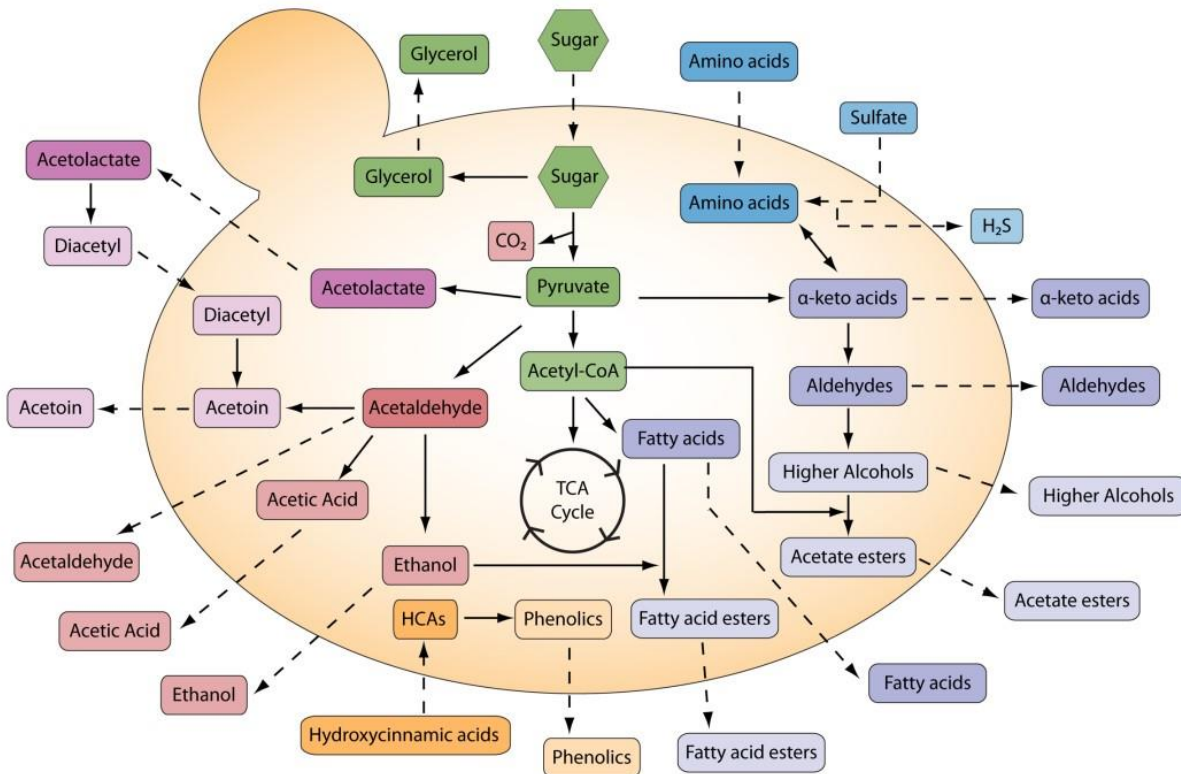 Sugar
Glycerol
Amino acids
Sulfate
Acetolactate
Glycerol
Sugar
Amino acids
H₂S
Diacetyl
CO₂
Acetolactate
Pyruvate
α-keto acids
α-keto acids
Diacetyl
Acetyl-CoA
Aldehydes
Aldehydes
Acetoin
Acetoin
Acetaldehyde
Fatty acids
Higher Alcohols
Higher Alcohols
Acetic Acid
TCA
Cycle
Acetaldehyde
Ethanol
Acetate esters
Acetate esters
Acetic Acid
HCAs
Phenolics
Fatty acid esters
Ethanol
Fatty acids
Hydroxycinnamic acids
Phenolics
Fatty acid esters